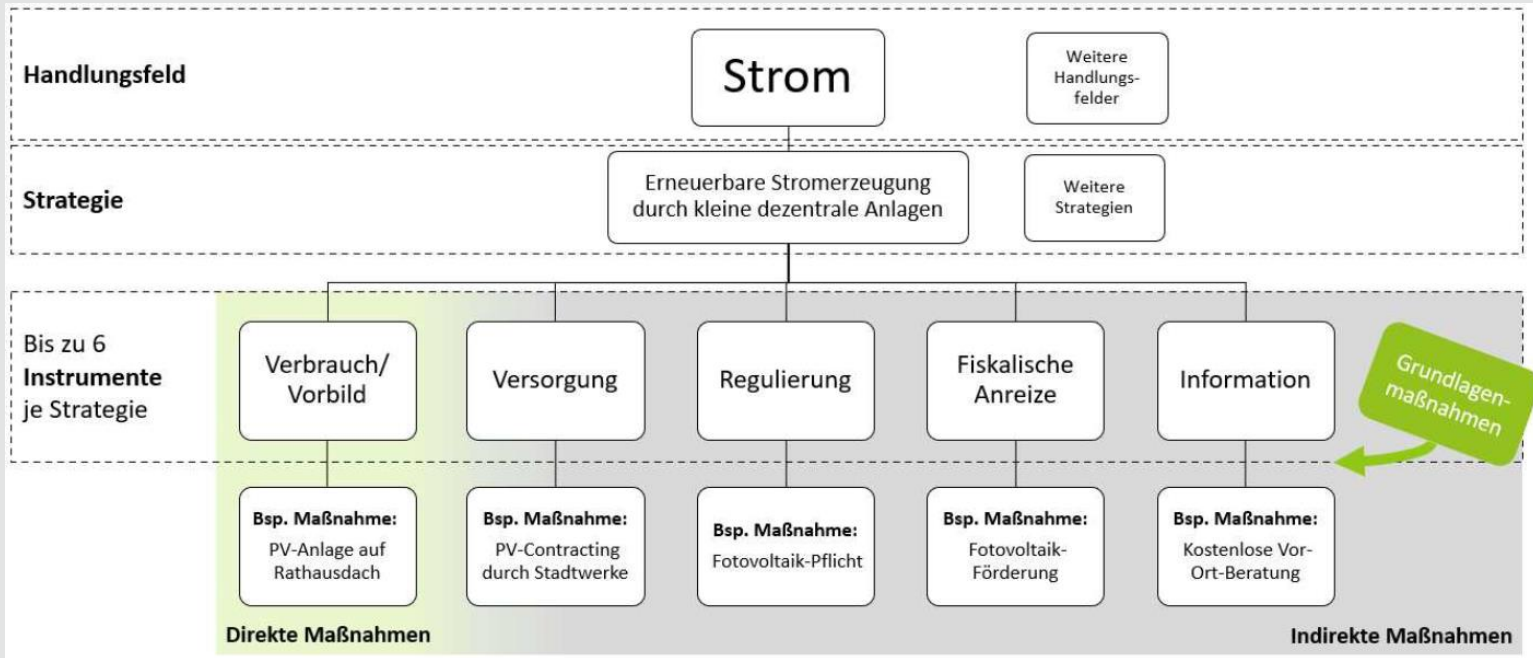 Handlungsfeld
Strom
Weitere
Handlungs-
felder
Strategie
Erneuerbare Stromerzeugung
durch kleine dezentrale Anlagen
Weitere
Strategien
Bis zu 6
Instrumente
je Strategie
Verbrauch/
Vorbild
Versorgung
Regulierung
Fiskalische
Anreize
Information
Grundlagen-
maßnahmen
Bsp. Maßnahme:
PV-Anlage auf
Rathausdach
Bsp. Maßnahme:
PV-Contracting
durch Stadtwerke
Bsp. Maßnahme:
Fotovoltaik-Pflicht
Bsp. Maßnahme:
Fotovoltaik-
Förderung
Bsp. Maßnahme:
Kostenlose Vor-
Ort-Beratung
Direkte Maßnahmen
Indirekte Maßnahmen